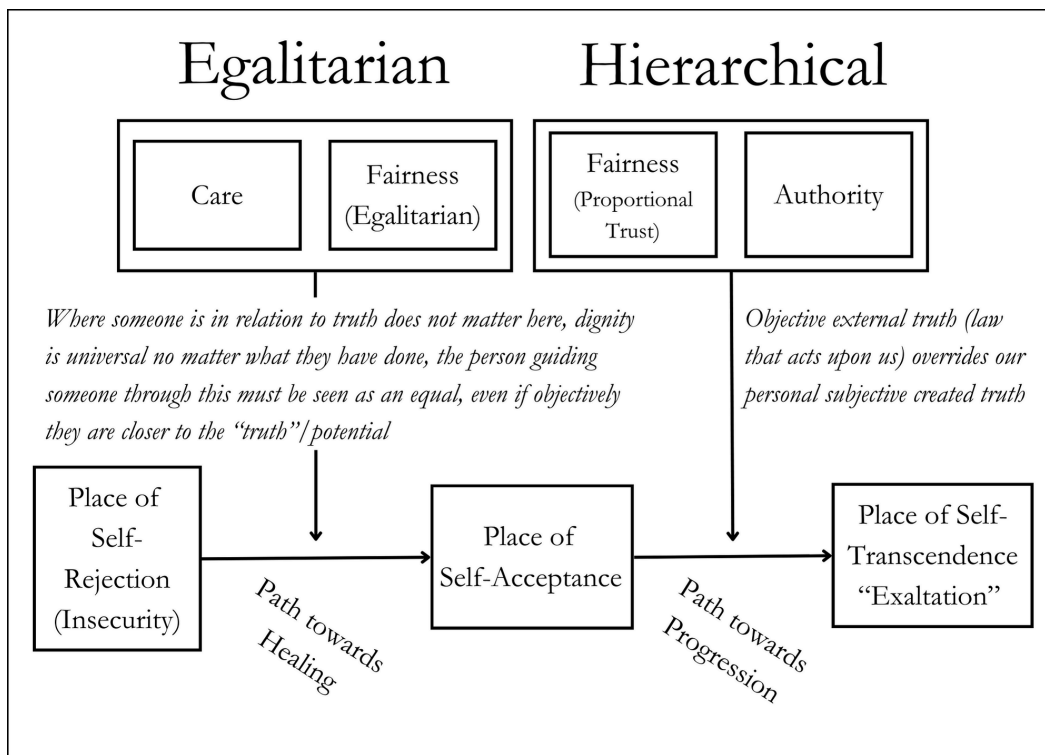 Egalitarian
Hierarchical
Care
Fairness
(Egalitarian)
Fairness
(Proportional
Trust)
Authority
Where someone is in relation to truth does not matter here, dignity
is universal no matter what they have done, the person guiding
someone through this must be seen as an equal, even if objectively
they are closer to the “truth”/potential
Objective external truth (law
that acts upon us) overrides our
personal subjective created truth
Place of
Self-
Rejection
(Insecurity)
Path towards
Healing
Place of
Self-Acceptance
Path towards
Progression
Place of Self-
Transcendence
“Exaltation”